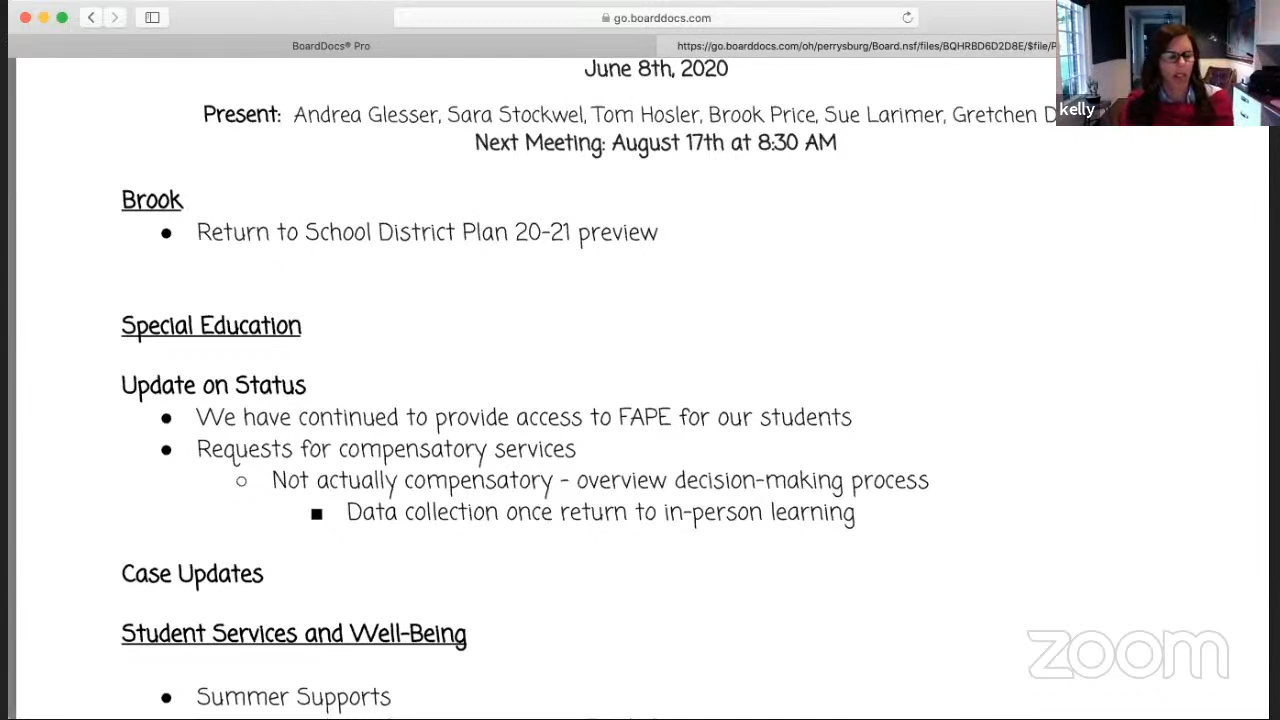 go.boarddocs.com
BoardDocs® Pro
https://go.boarddocs.com/oh/perrysburg/Board.nsf/files/BQHRBD6D2D8E/$file/P
kelly
June 8th, 2020
Present: Andrea Glesser, Sara Stockwel, Tom Hosler, Brook Price, Sue Larimer, Gretchen D
Next Meeting: August 17th at 8:30 AM
Brook
● Return to School District Plan 20-21 preview
Special Education
Update on Status
● We have continued to provide access to FAPE for our students
● Requests for compensatory services
○ Not actually compensatory - overview decision-making process
■ Data collection once return to in-person learning
Case Updates
Student Services and Well-Being
● Summer Supports
zoom